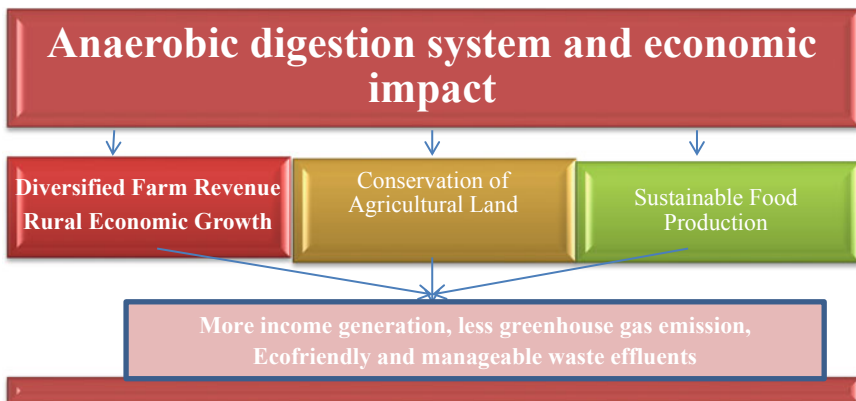 Anaerobic digestion system and economic
impact
Diversified Farm Revenue
Rural Economic Growth
Conservation of
Agricultural Land
Sustainable Food
Production
More income generation, less greenhouse gas emission,
Ecofriendly and manageable waste effluents